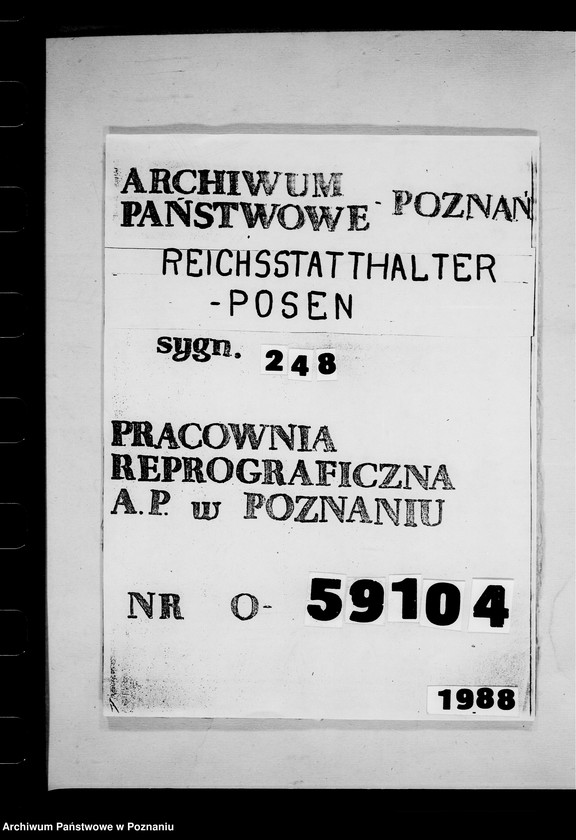 ARCHIWUM
PAŃSTWOWE - POZNAŃ
REICHSSTATTHALTER
-POSEN
sygn. 248
PRACOWNIA
REPROGRAFICZNA
A.P. w POZNANIU
NR O- 59104
1988
Archiwum Państwowe w Poznaniu